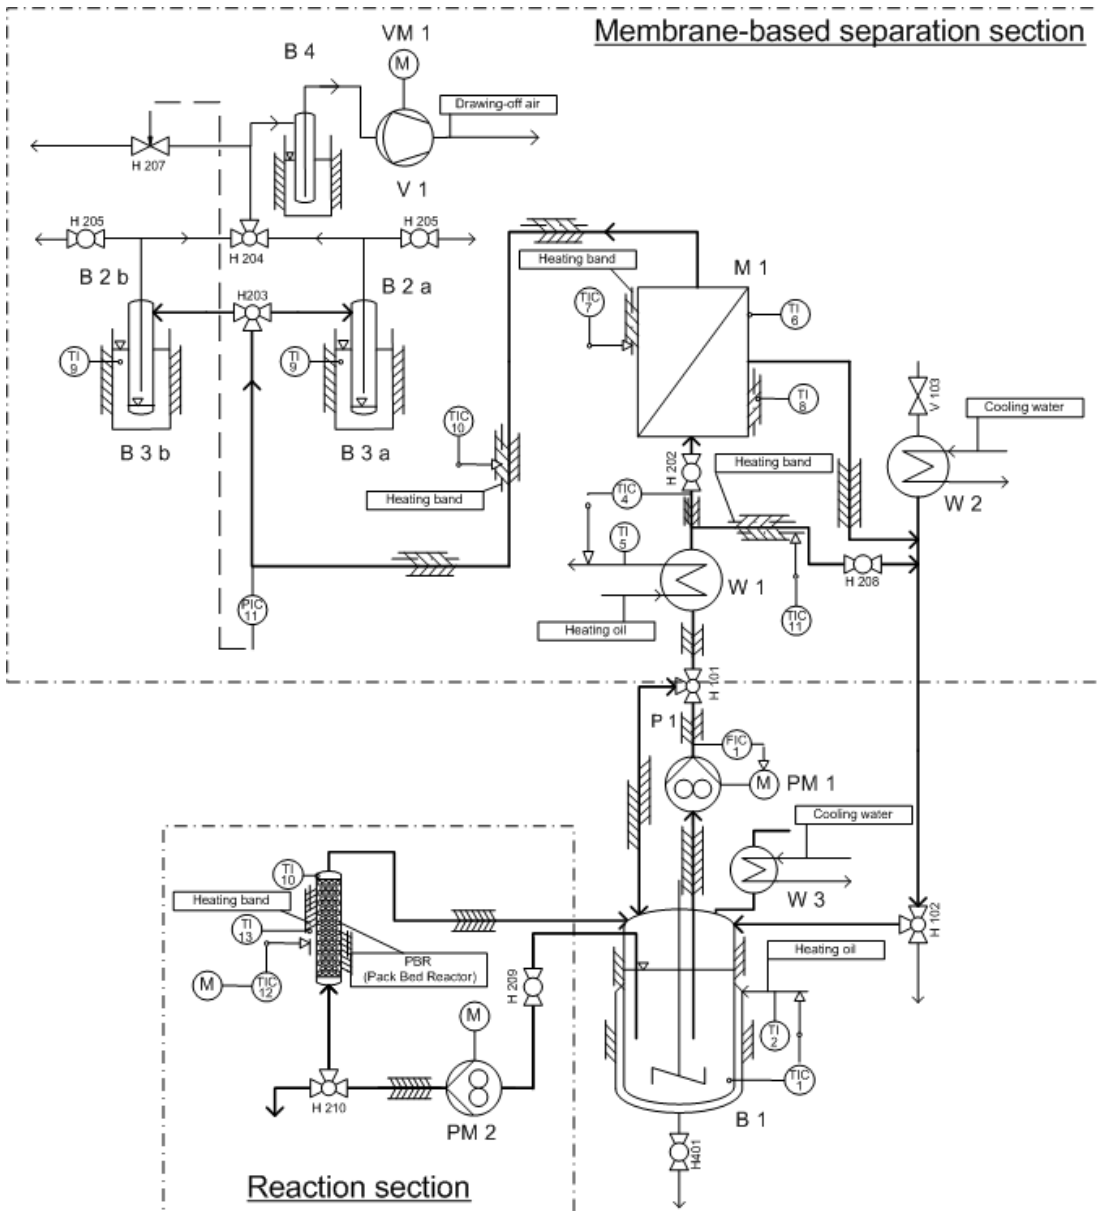 Membrane-based separation section
VM 1
M
B 4
Drawing-off air
V 1
H 207
H 205
H 204
H 205
B 2 b
B 2 a
H203
TI
9
TI
9
B 3 b
B 3 a
Heating band
M 1
TIC
7
TI
6
TI
8
V 103
Cooling water
W 2
TIC
10
Heating band
H 202
Heating band
TIC
4
TI
5
W 1
H 208
TIC
11
Heating oil
PIC
11
H 101
P 1
FIC
1
M
PM 1
Cooling water
W 3
H 102
TI
10
Heating band
TI
13
PBR
(Pack Bed Reactor)
M
TIC
12
H 209
Heating oil
TI
2
TIC
1
M
H 210
PM 2
B 1
H401
Reaction section